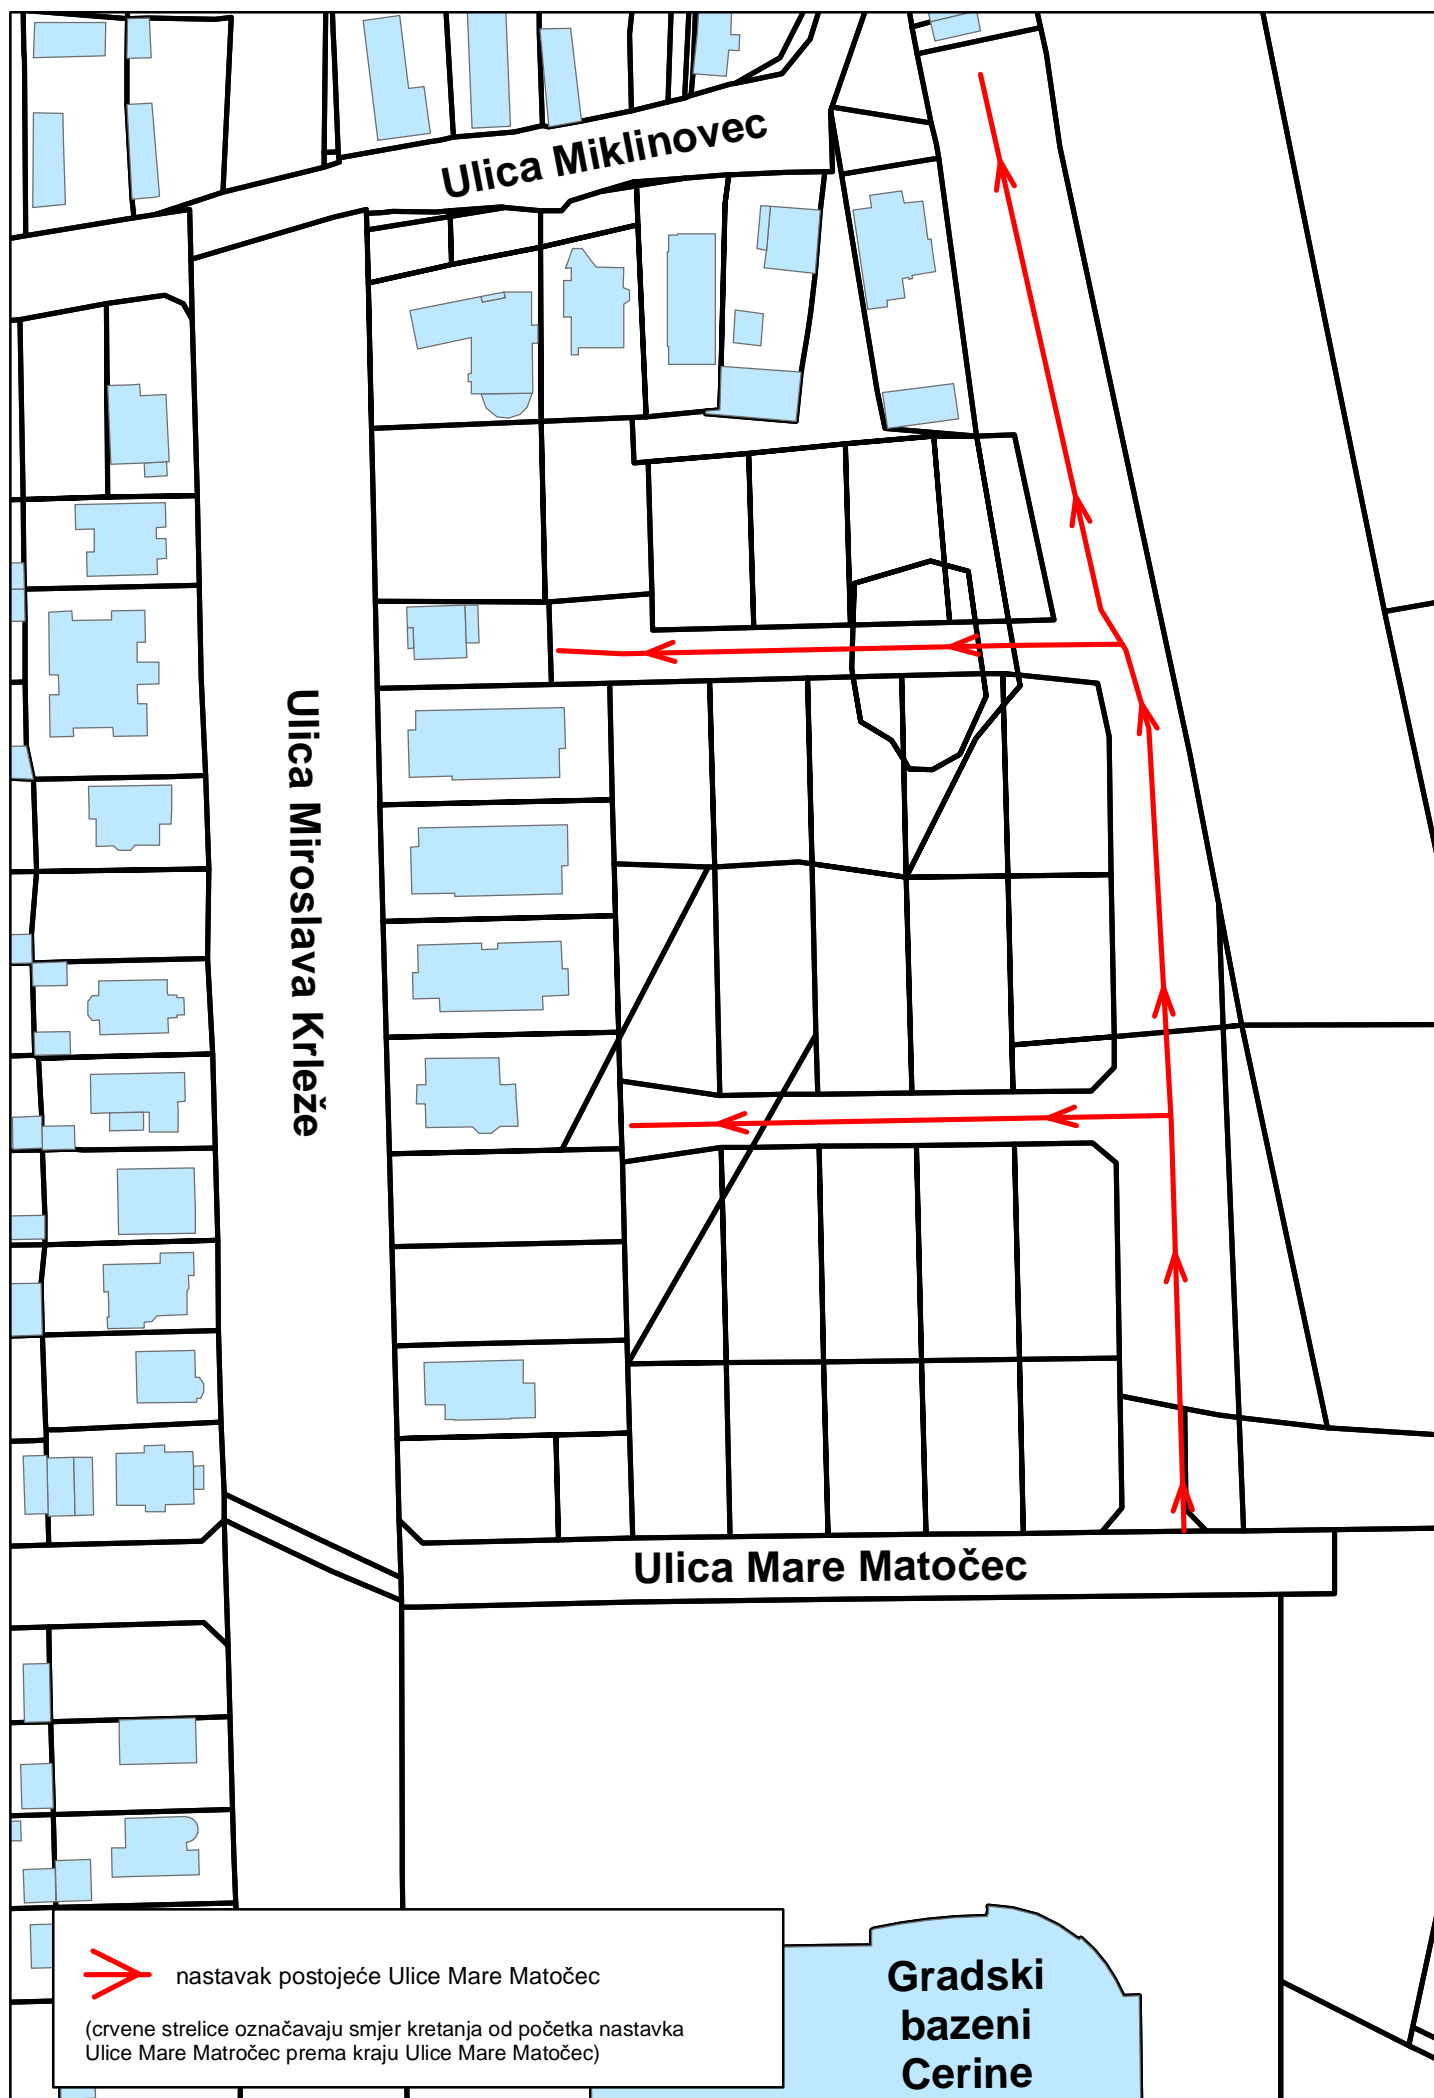 Ulica Miklinovec
Ulica Miroslava Krleže
Ulica Mare Matočec
nastavak postojeće Ulice Mare Matočec
(crvene strelice označavaju smjer kretanja od početka nastavka
Ulice Mare Matročec prema kraju Ulice Mare Matočec)
Gradski
bazeni
Cerine